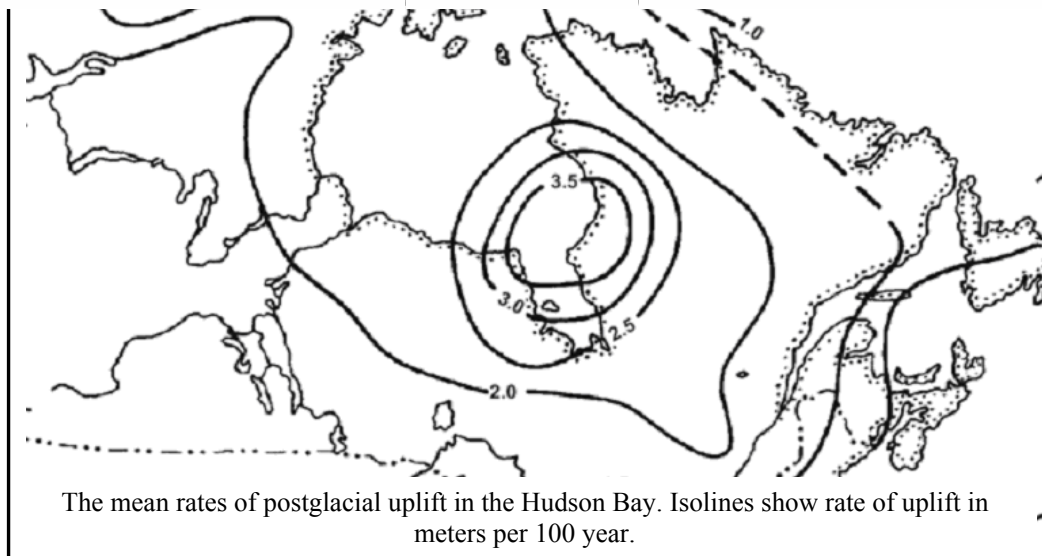 1.0
3.5
3.0
2.5
2.0
The mean rates of postglacial uplift in the Hudson Bay. Isolines show rate of uplift in
meters per 100 year.